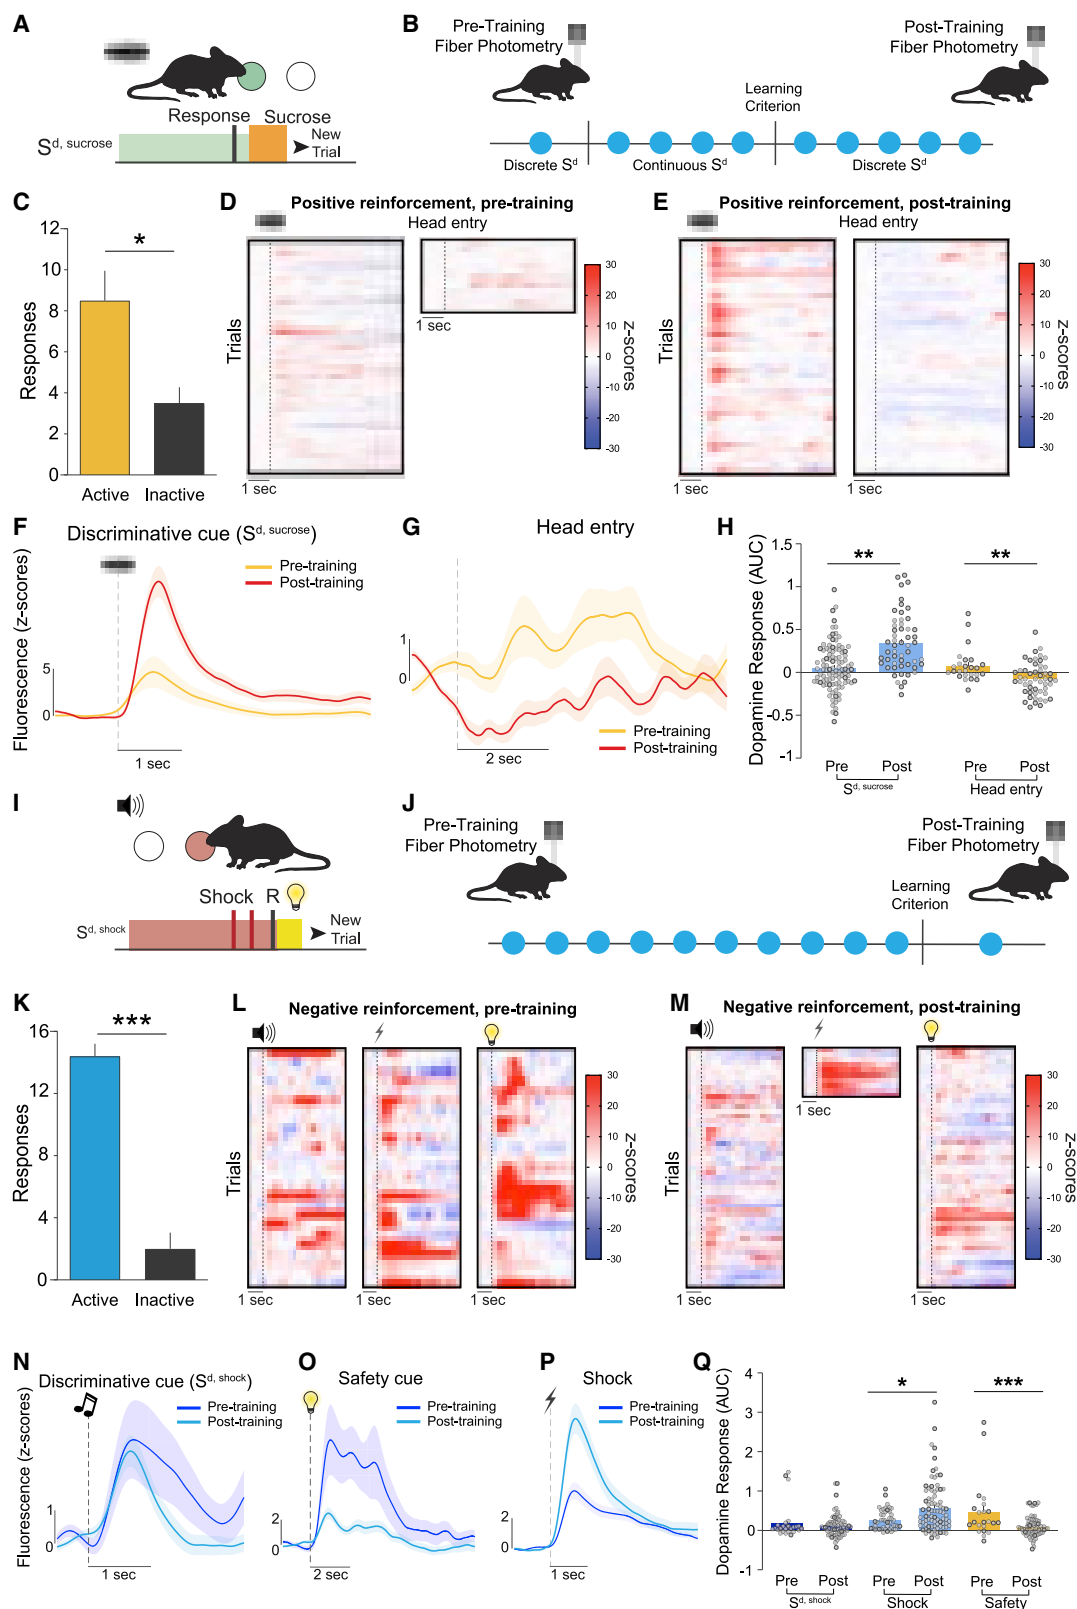 A
Response
Sucrose
S^d, sucrose
New
Trial
B
Pre-Training
Fiber Photometry
Post-Training
Fiber Photometry
Learning
Criterion
Discrete S^d
Continuous S^d
Discrete S^d
C
12
10
8
6
4
2
0
Responses
*
Active
Inactive
D
Positive reinforcement, pre-training
Head entry
Trials
1 sec
1 sec
30
20
10
0
-10
-20
-30
z-scores
E
Positive reinforcement, post-training
Head entry
Trials
1 sec
1 sec
30
20
10
0
-10
-20
-30
z-scores
F
Discriminative cue (S^d, sucrose)
Fluorescence (z-scores)
5
0
Pre-training
Post-training
1 sec
G
Head entry
1
0
Pre-training
Post-training
2 sec
H
Dopamine Response (AUC)
1.5
1
0.5
0
-0.5
-1
**
**
Pre
Post
Pre
Post
S^d, sucrose
Head entry
I
Shock
R
S^d, shock
New
Trial
J
Pre-Training
Fiber Photometry
Post-Training
Fiber Photometry
Learning
Criterion
K
16
12
8
4
0
Responses
***
Active
Inactive
L
Negative reinforcement, pre-training
Trials
1 sec
1 sec
1 sec
30
20
10
0
-10
-20
-30
z-scores
M
Negative reinforcement, post-training
Trials
1 sec
1 sec
1 sec
30
20
10
0
-10
-20
-30
z-scores
N
Discriminative cue (S^d, shock)
Fluorescence (z-scores)
1
0
Pre-training
Post-training
1 sec
O
Safety cue
2
0
Pre-training
Post-training
2 sec
P
Shock
2
0
Pre-training
Post-training
1 sec
Q
Dopamine Response (AUC)
4
3
2
1
0
-1
*
***
Pre
Post
Pre
Post
Pre
Post
S^d, shock
Shock
Safety